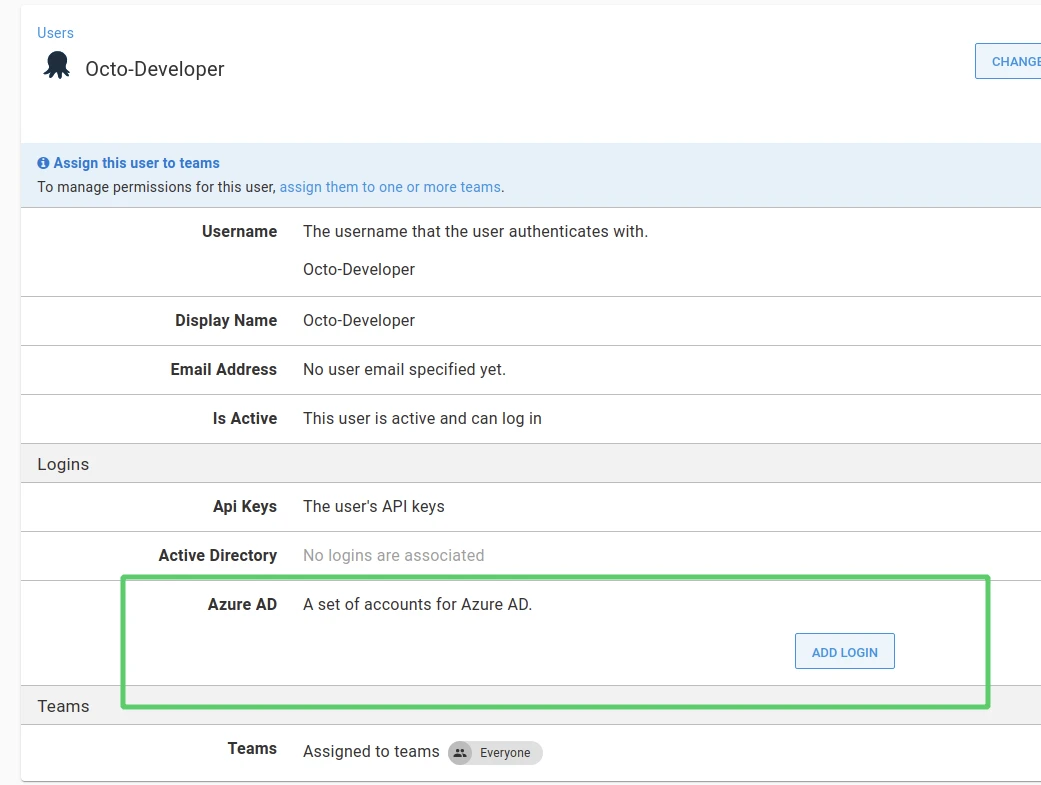 Users
Octo-Developer
CHANGE
Assign this user to teams
To manage permissions for this user, assign them to one or more teams.
Username The username that the user authenticates with.
Octo-Developer
Display Name Octo-Developer
Email Address No user email specified yet.
Is Active This user is active and can log in
Logins
Api Keys The user's API keys
Active Directory No logins are associated
Azure AD A set of accounts for Azure AD.
ADD LOGIN
Teams
Teams Assigned to teams Everyone